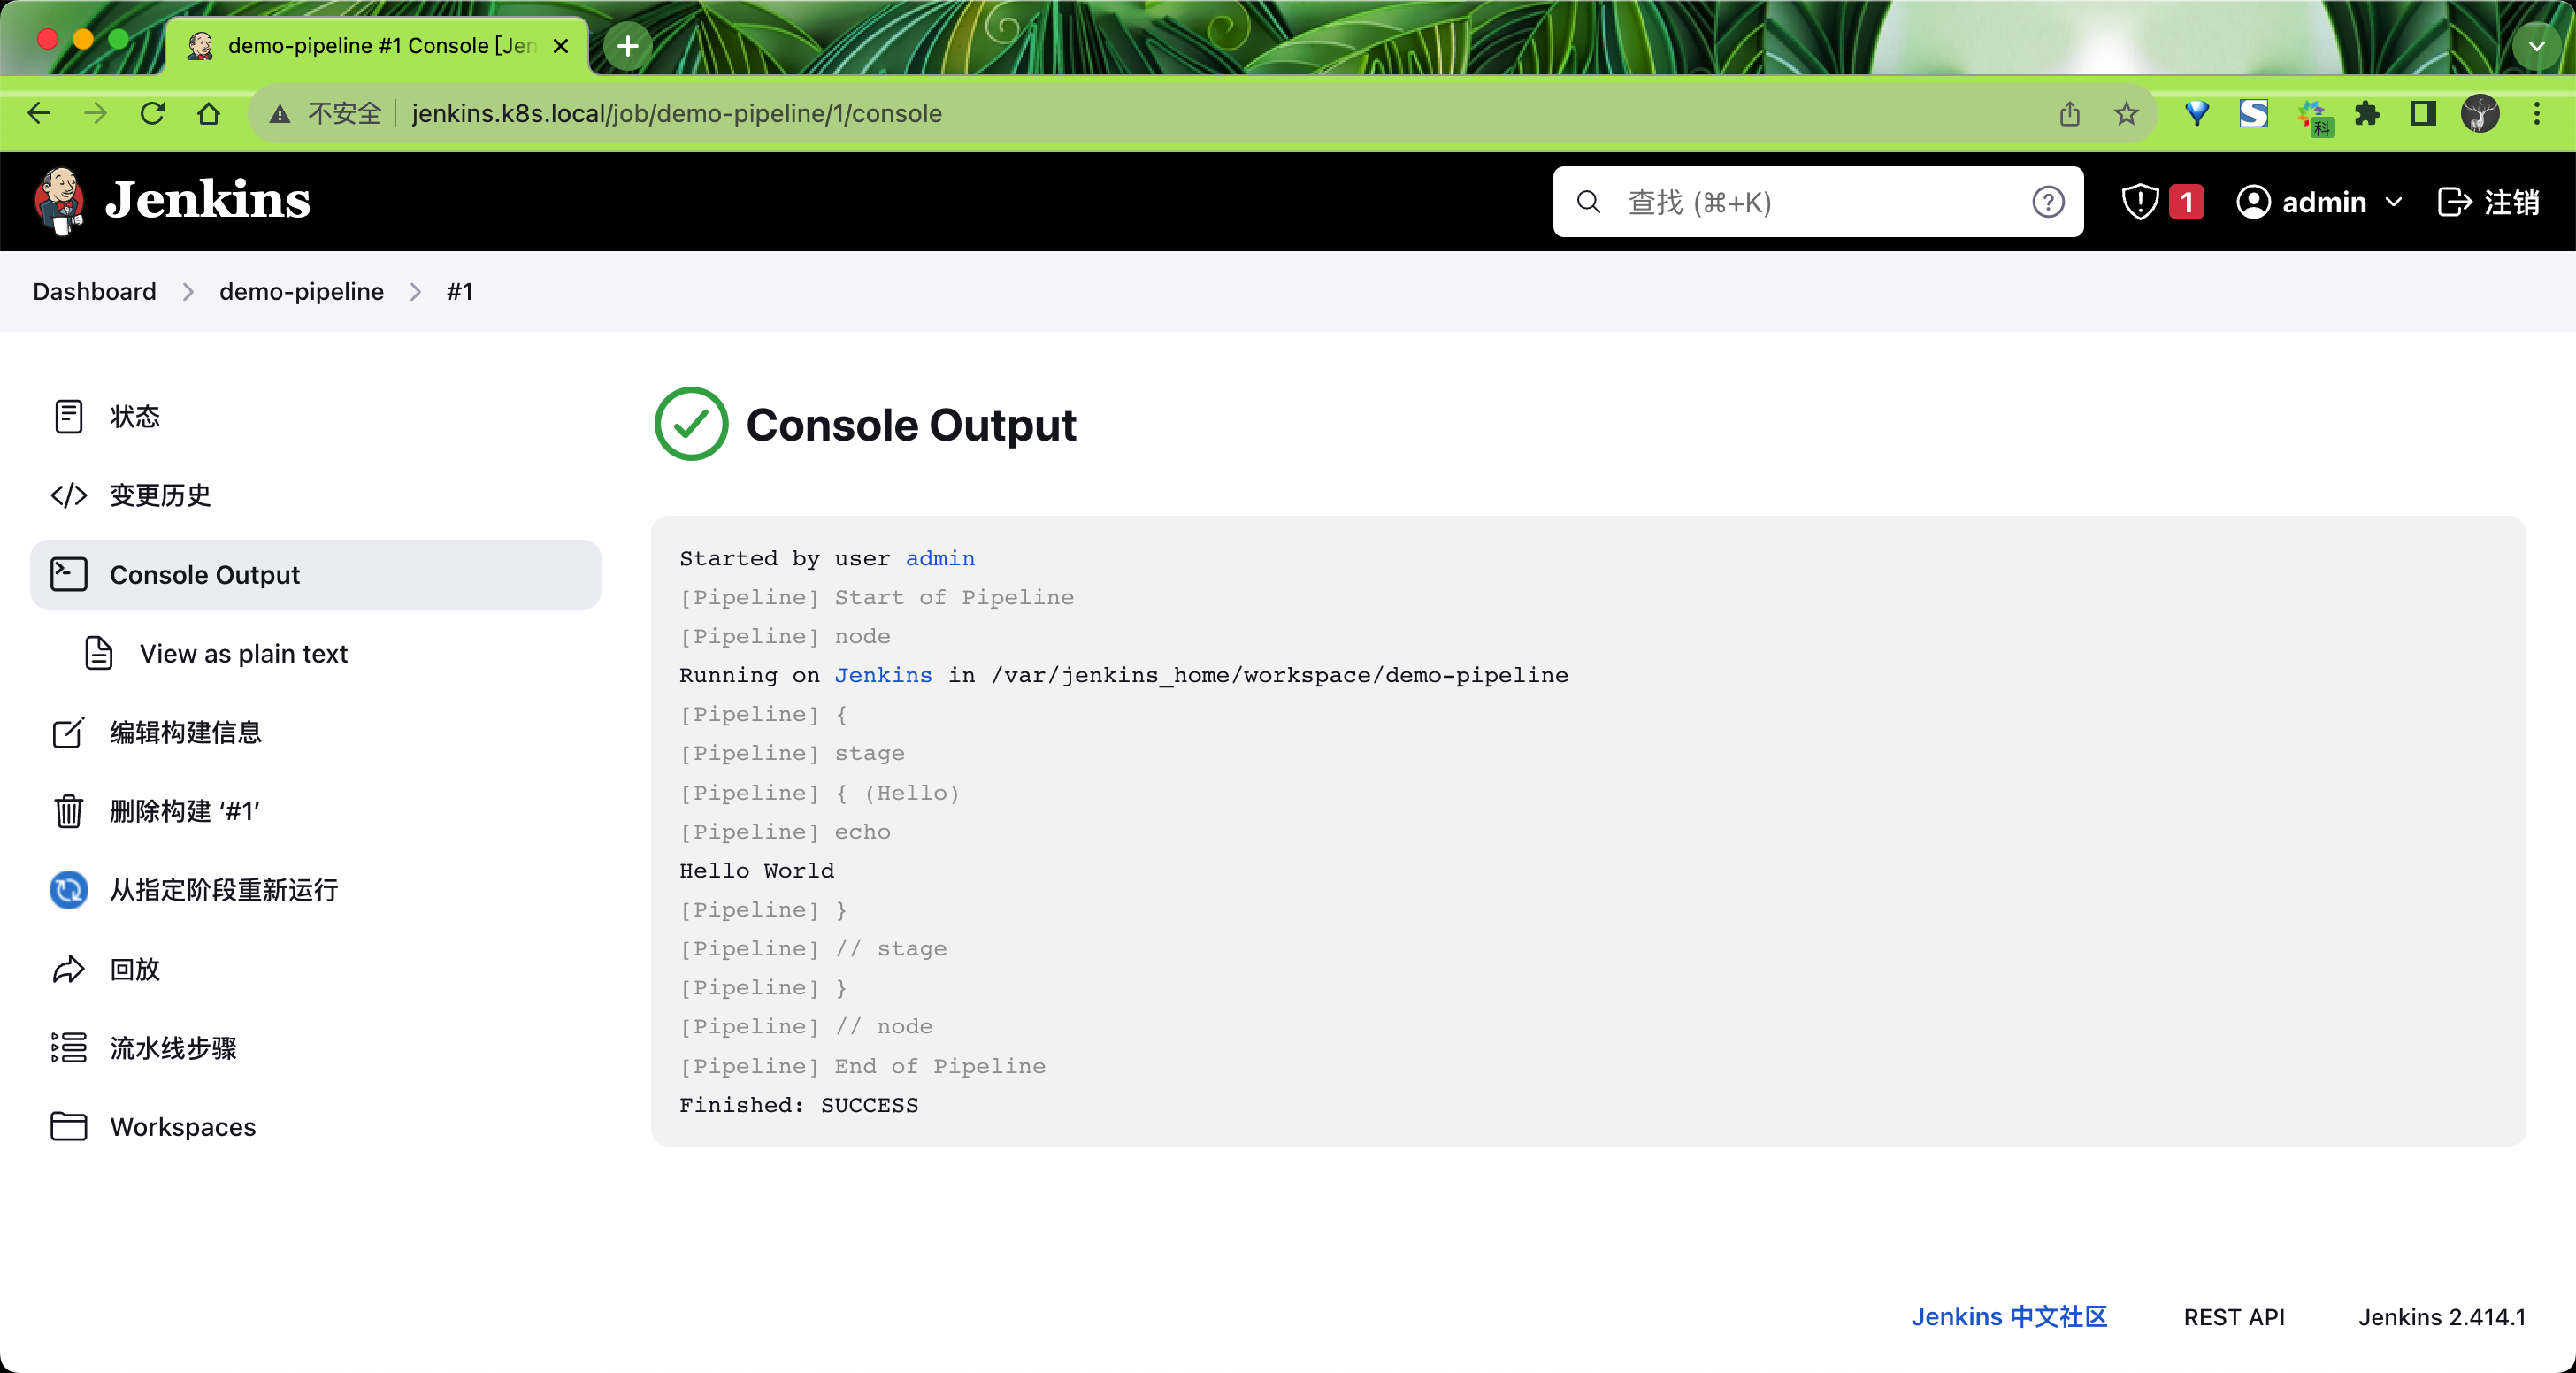 demo-pipeline #1 Console [Jen
不安全 jenkins.k8s.local/job/demo-pipeline/1/console
科
Jenkins
查找 (⌘+K)
1
admin
注销
Dashboard demo-pipeline #1
状态
变更历史
Console Output
View as plain text
编辑构建信息
删除构建 ‘#1’
从指定阶段重新运行
回放
流水线步骤
Workspaces
Console Output
Started by user admin
[Pipeline] Start of Pipeline
[Pipeline] node
Running on Jenkins in /var/jenkins_home/workspace/demo-pipeline
[Pipeline] {
[Pipeline] stage
[Pipeline] { (Hello)
[Pipeline] echo
Hello World
[Pipeline] }
[Pipeline] // stage
[Pipeline] }
[Pipeline] // node
[Pipeline] End of Pipeline
Finished: SUCCESS
Jenkins 中文社区 REST API Jenkins 2.414.1